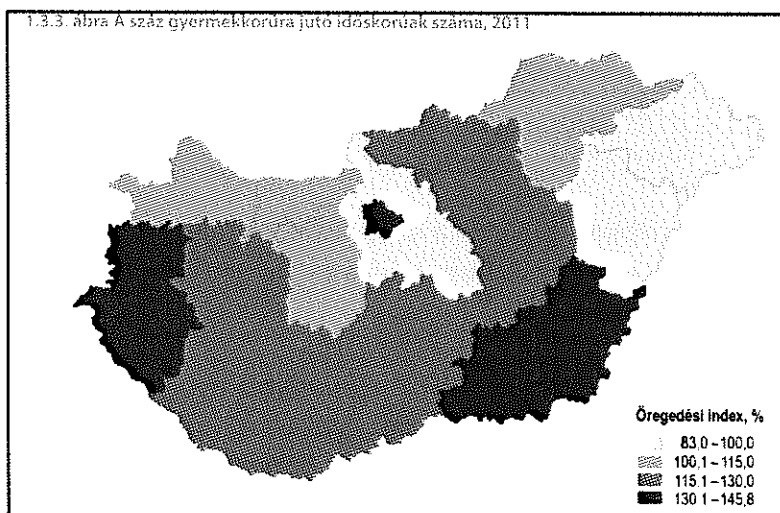 1.3.3. ábra A száz gyermekkorúra jutó időskorúak száma, 2011
Öregedési index, %
83,0–100,0
100,1–115,0
115,1–130,0
130,1–145,8